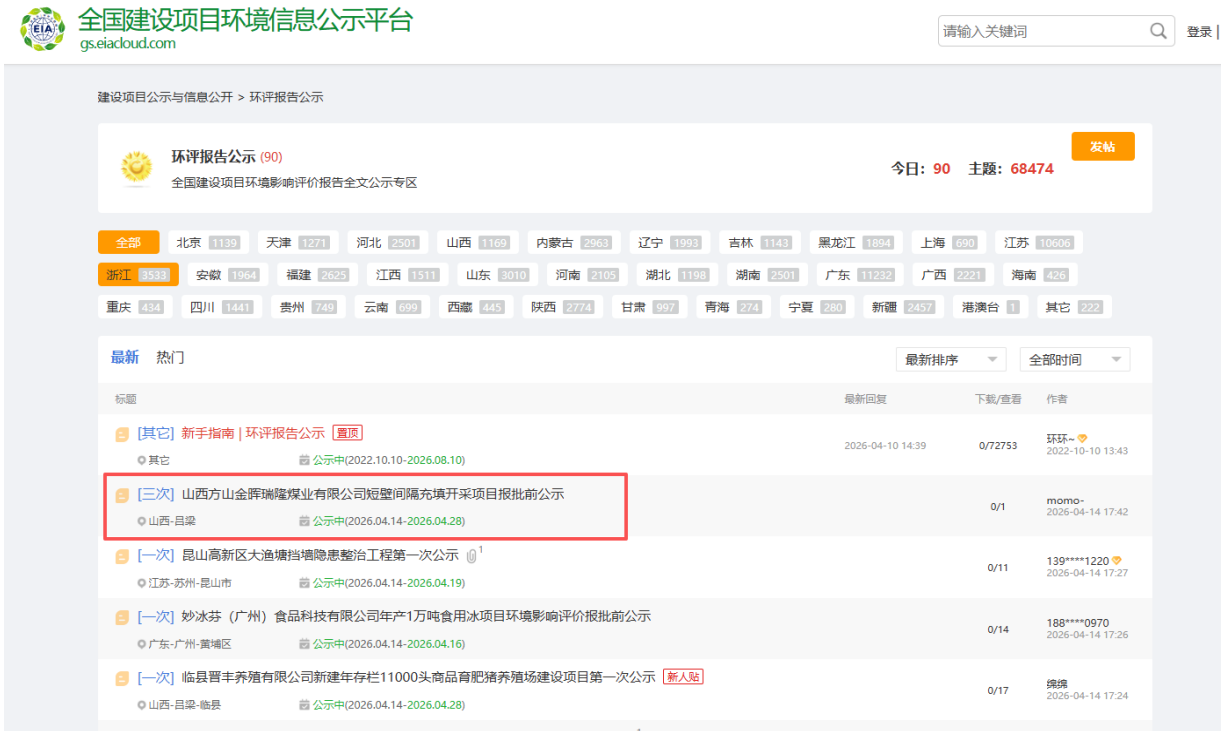 EIA
全国建设项目环境信息公示平台
gs.eiacloud.com
请输入关键词
登录 |
建设项目公示与信息公开 > 环评报告公示
环评报告公示 (90)
全国建设项目环境影响评价报告全文公示专区
今日: 90 主题: 68474
发帖
全部 北京 1139 天津 1271 河北 2501 山西 1169 内蒙古 2963 辽宁 1993 吉林 1143 黑龙江 1894 上海 690 江苏 10606
浙江 3533 安徽 1964 福建 2625 江西 1511 山东 3010 河南 2105 湖北 1198 湖南 2501 广东 11232 广西 2221 海南 426
重庆 434 四川 1441 贵州 749 云南 699 西藏 445 陕西 2774 甘肃 997 青海 274 宁夏 280 新疆 2457 港澳台 1 其它 222
最新 热门
最新排序 全部时间
标题 最新回复 下载/查看 作者
[其它] 新手指南 | 环评报告公示 置顶
其它 公示中(2022.10.10-2026.08.10)
2026-04-10 14:39 0/72753 环环~
2022-10-10 13:43
[三次] 山西方山金晖瑞隆煤业有限公司短壁间隔充填开采项目报批前公示
山西-吕梁 公示中(2026.04.14-2026.04.28)
0/1 momo-
2026-04-14 17:42
[一次] 昆山高新区大渔塘挡墙隐患整治工程第一次公示 1
江苏-苏州-昆山市 公示中(2026.04.14-2026.04.19)
0/11 139****1220
2026-04-14 17:27
[一次] 妙冰芬（广州）食品科技有限公司年产1万吨食用冰项目环境影响评价报批前公示
广东-广州-黄埔区 公示中(2026.04.14-2026.04.16)
0/14 188****0970
2026-04-14 17:26
[一次] 临县晋丰养殖有限公司新建年存栏11000头商品育肥猪养殖场建设项目第一次公示 新人贴
山西-吕梁-临县 公示中(2026.04.14-2026.04.28)
0/17 绵绵
2026-04-14 17:24